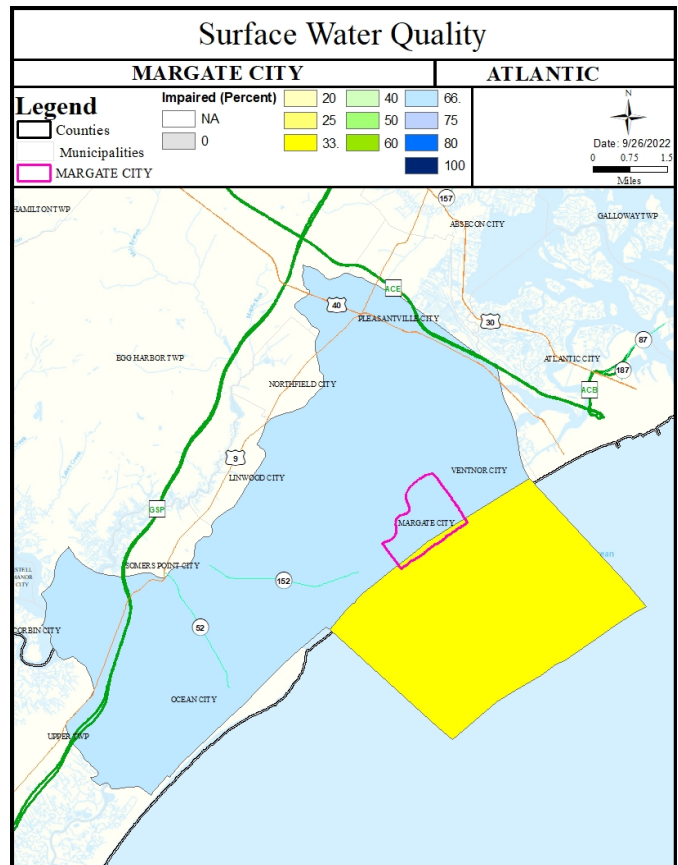 Surface Water Quality
MARGATE CITY
ATLANTIC
Legend
Counties
Municipalities
MARGATE CITY
Impaired (Percent)
NA
0
20
25
33.
40
50
60
66.
75
80
100
N
Date: 9/26/2022
0 0.75 1.5
Miles
HAMILTON TWP
157
ABSECON CITY
GALLOWAY TWP
ACE
40
PLEASANTVILLE CITY
30
87
EGG HARBOR TWP
ATLANTIC CITY
187
NORTHFIELD CITY
ACB
9
VENTNOR CITY
LINWOOD CITY
GSP
MARGATE CITY
ean
SOMERS POINT CITY
STELL
MANOR
CITY
152
CORBIN CITY
52
OCEAN CITY
UPPER TWP